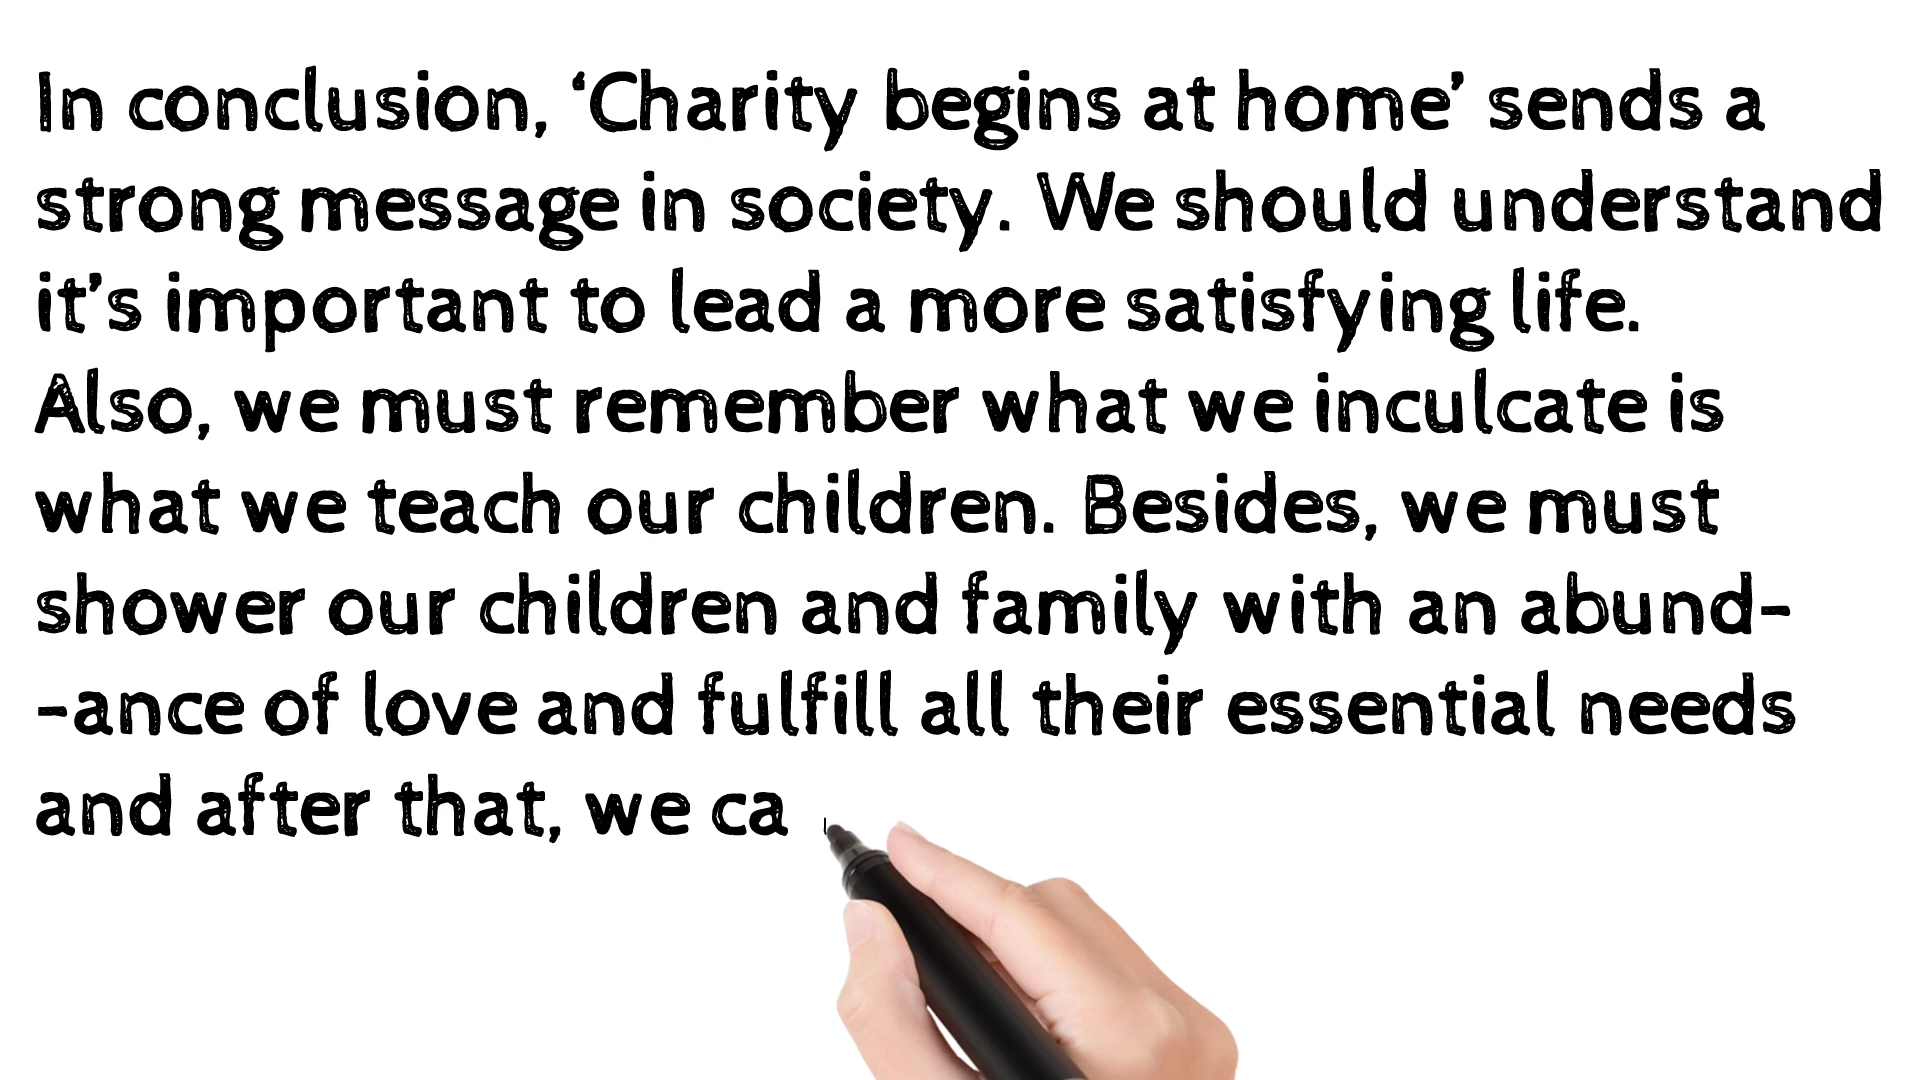 In conclusion, ‘Charity begins at home’ sends a
strong message in society. We should understand
it’s important to lead a more satisfying life.
Also, we must remember what we inculcate is
what we teach our children. Besides, we must
shower our children and family with an abund-
-ance of love and fulfill all their essential needs
and after that, we ca